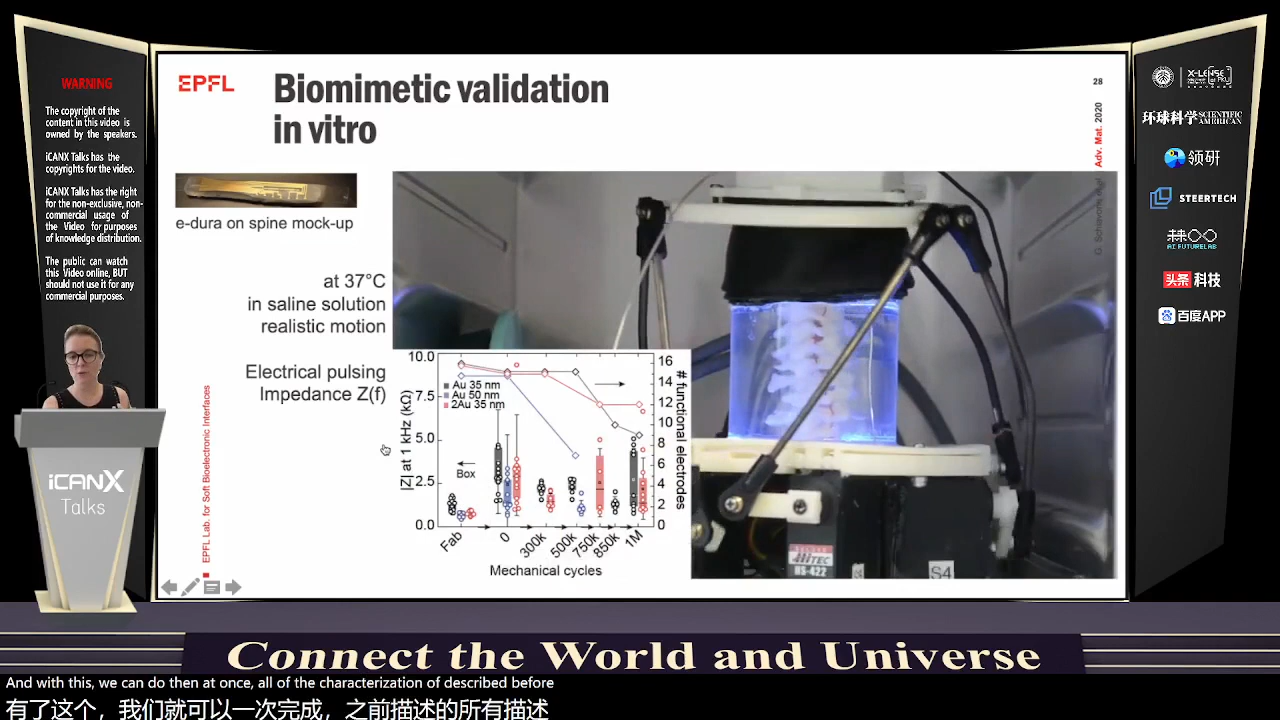 WARNING
The copyright of the
content in this video is
owned by the speakers.
iCANX Talks has the
copyrights for the video.
iCANX Talks has the right
for the non-exclusive, non-
commercial usage of
the Video for purposes
of knowledge distribution.
The public can watch
this Video online, BUT
should not use it for any
commercial purposes.
iCANX
Talks
EPFL
Biomimetic validation
in vitro
28
Adv. Mat. 2020
e-dura on spine mock-up
at 37°C
in saline solution
realistic motion
Electrical pulsing
Impedance Z(f)
EPFL Lab. for Soft Bioelectronic Interfaces
|Z| at 1 kHz (kΩ)
10.0
7.5
5.0
2.5
0.0
Au 35 nm
Au 50 nm
2Au 35 nm
Box
16
14
12
10
8
6
4
2
0
# functional electrodes
Fab
0
300k
500k
750k
850k
1M
Mechanical cycles
HiTEC
HS-422
S4
环球科学 SCIENTIFIC AMERICAN
领研
STEERTECH
AI FUTURELAB
头条 科技
百度APP
Connect the World and Universe
And with this, we can do then at once, all of the characterization of described before
有了这个，我们就可以一次完成，之前描述的所有描述